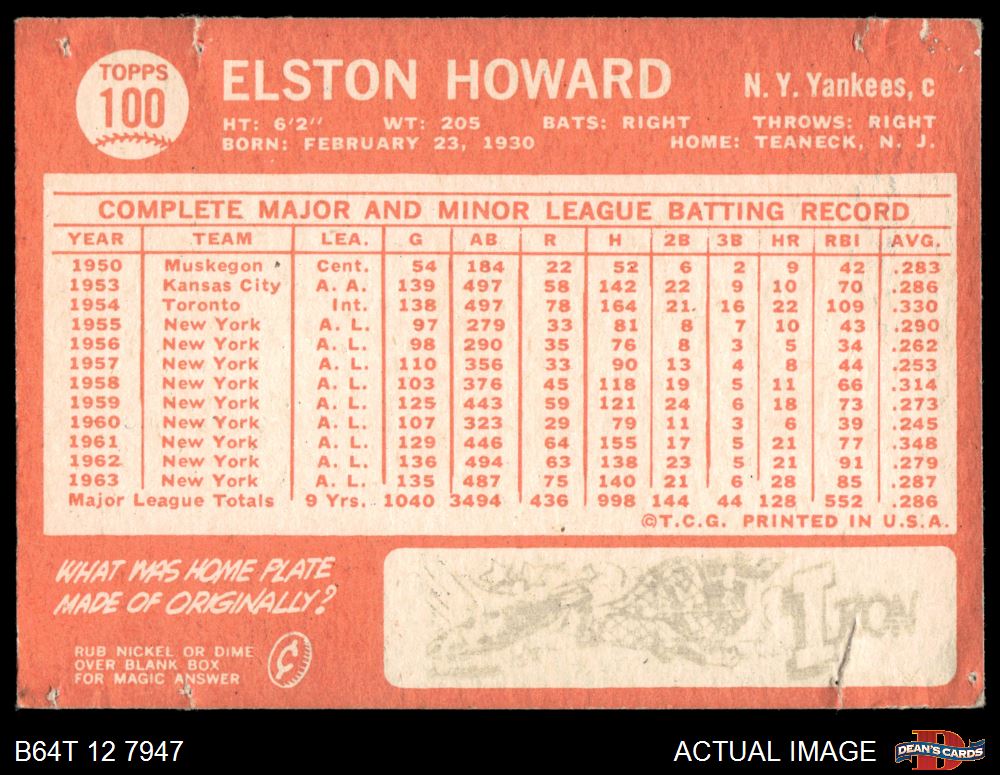 TOPPS
100
ELSTON HOWARD
N. Y. Yankees, c
HT: 6'2" WT: 205 BATS: RIGHT THROWS: RIGHT
BORN: FEBRUARY 23, 1930 HOME: TEANECK, N. J.
COMPLETE MAJOR AND MINOR LEAGUE BATTING RECORD
YEAR TEAM LEA. G AB R H 2B 3B HR RBI AVG.
1950 Muskegon Cent. 54 184 22 52 6 2 9 42 .283
1953 Kansas City A. A. 139 497 58 142 22 9 10 70 .286
1954 Toronto Int. 138 497 78 164 21 16 22 109 .330
1955 New York A. L. 97 279 33 81 8 7 10 43 .290
1956 New York A. L. 98 290 35 76 8 3 5 34 .262
1957 New York A. L. 110 356 33 90 13 4 8 44 .253
1958 New York A. L. 103 376 45 118 19 5 11 66 .314
1959 New York A. L. 125 443 59 121 24 6 18 73 .273
1960 New York A. L. 107 323 29 79 11 3 6 39 .245
1961 New York A. L. 129 446 64 155 17 5 21 77 .348
1962 New York A. L. 136 494 63 138 23 5 21 91 .279
1963 New York A. L. 135 487 75 140 21 6 28 85 .287
Major League Totals 9 Yrs. 1040 3494 436 998 144 44 128 552 .286
©T.C.G. PRINTED IN U.S.A.
WHAT WAS HOME PLATE
MADE OF ORIGINALLY?
RUB NICKEL OR DIME
OVER BLANK BOX
FOR MAGIC ANSWER
¢
B64T 12 7947
ACTUAL IMAGE
DEAN'S CARDS